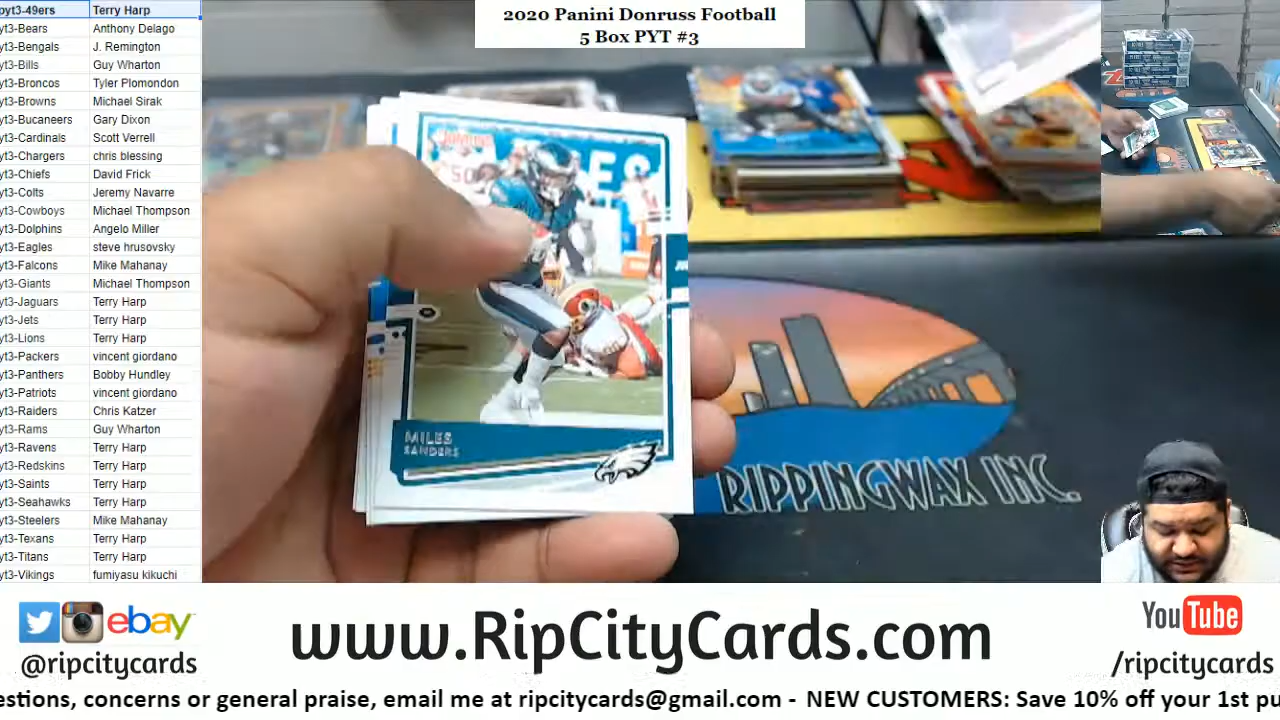 pyt3-49ers Terry Harp
yt3-Bears Anthony Delago
yt3-Bengals J. Remington
yt3-Bills Guy Wharton
yt3-Broncos Tyler Plomondon
yt3-Browns Michael Sirak
yt3-Bucaneers Gary Dixon
yt3-Cardinals Scott Verrell
yt3-Chargers chris blessing
yt3-Chiefs David Frick
yt3-Colts Jeremy Navarre
yt3-Cowboys Michael Thompson
yt3-Dolphins Angelo Miller
yt3-Eagles steve hrusovsky
yt3-Falcons Mike Mahanay
yt3-Giants Michael Thompson
yt3-Jaguars Terry Harp
yt3-Jets Terry Harp
yt3-Lions Terry Harp
yt3-Packers vincent giordano
yt3-Panthers Bobby Hundley
yt3-Patriots vincent giordano
yt3-Raiders Chris Katzer
yt3-Rams Guy Wharton
yt3-Ravens Terry Harp
yt3-Redskins Terry Harp
yt3-Saints Terry Harp
yt3-Seahawks Terry Harp
yt3-Steelers Mike Mahanay
yt3-Texans Terry Harp
yt3-Titans Terry Harp
yt3-Vikings fumiyasu kikuchi
2020 Panini Donruss Football
5 Box PYT #3
MILES
SANDERS
RIPPINGWAX INC.
ebay
@ripcitycards
www.RipCityCards.com
YouTube
/ripcitycards
estions, concerns or general praise, email me at ripcitycards@gmail.com - NEW CUSTOMERS: Save 10% off your 1st pu